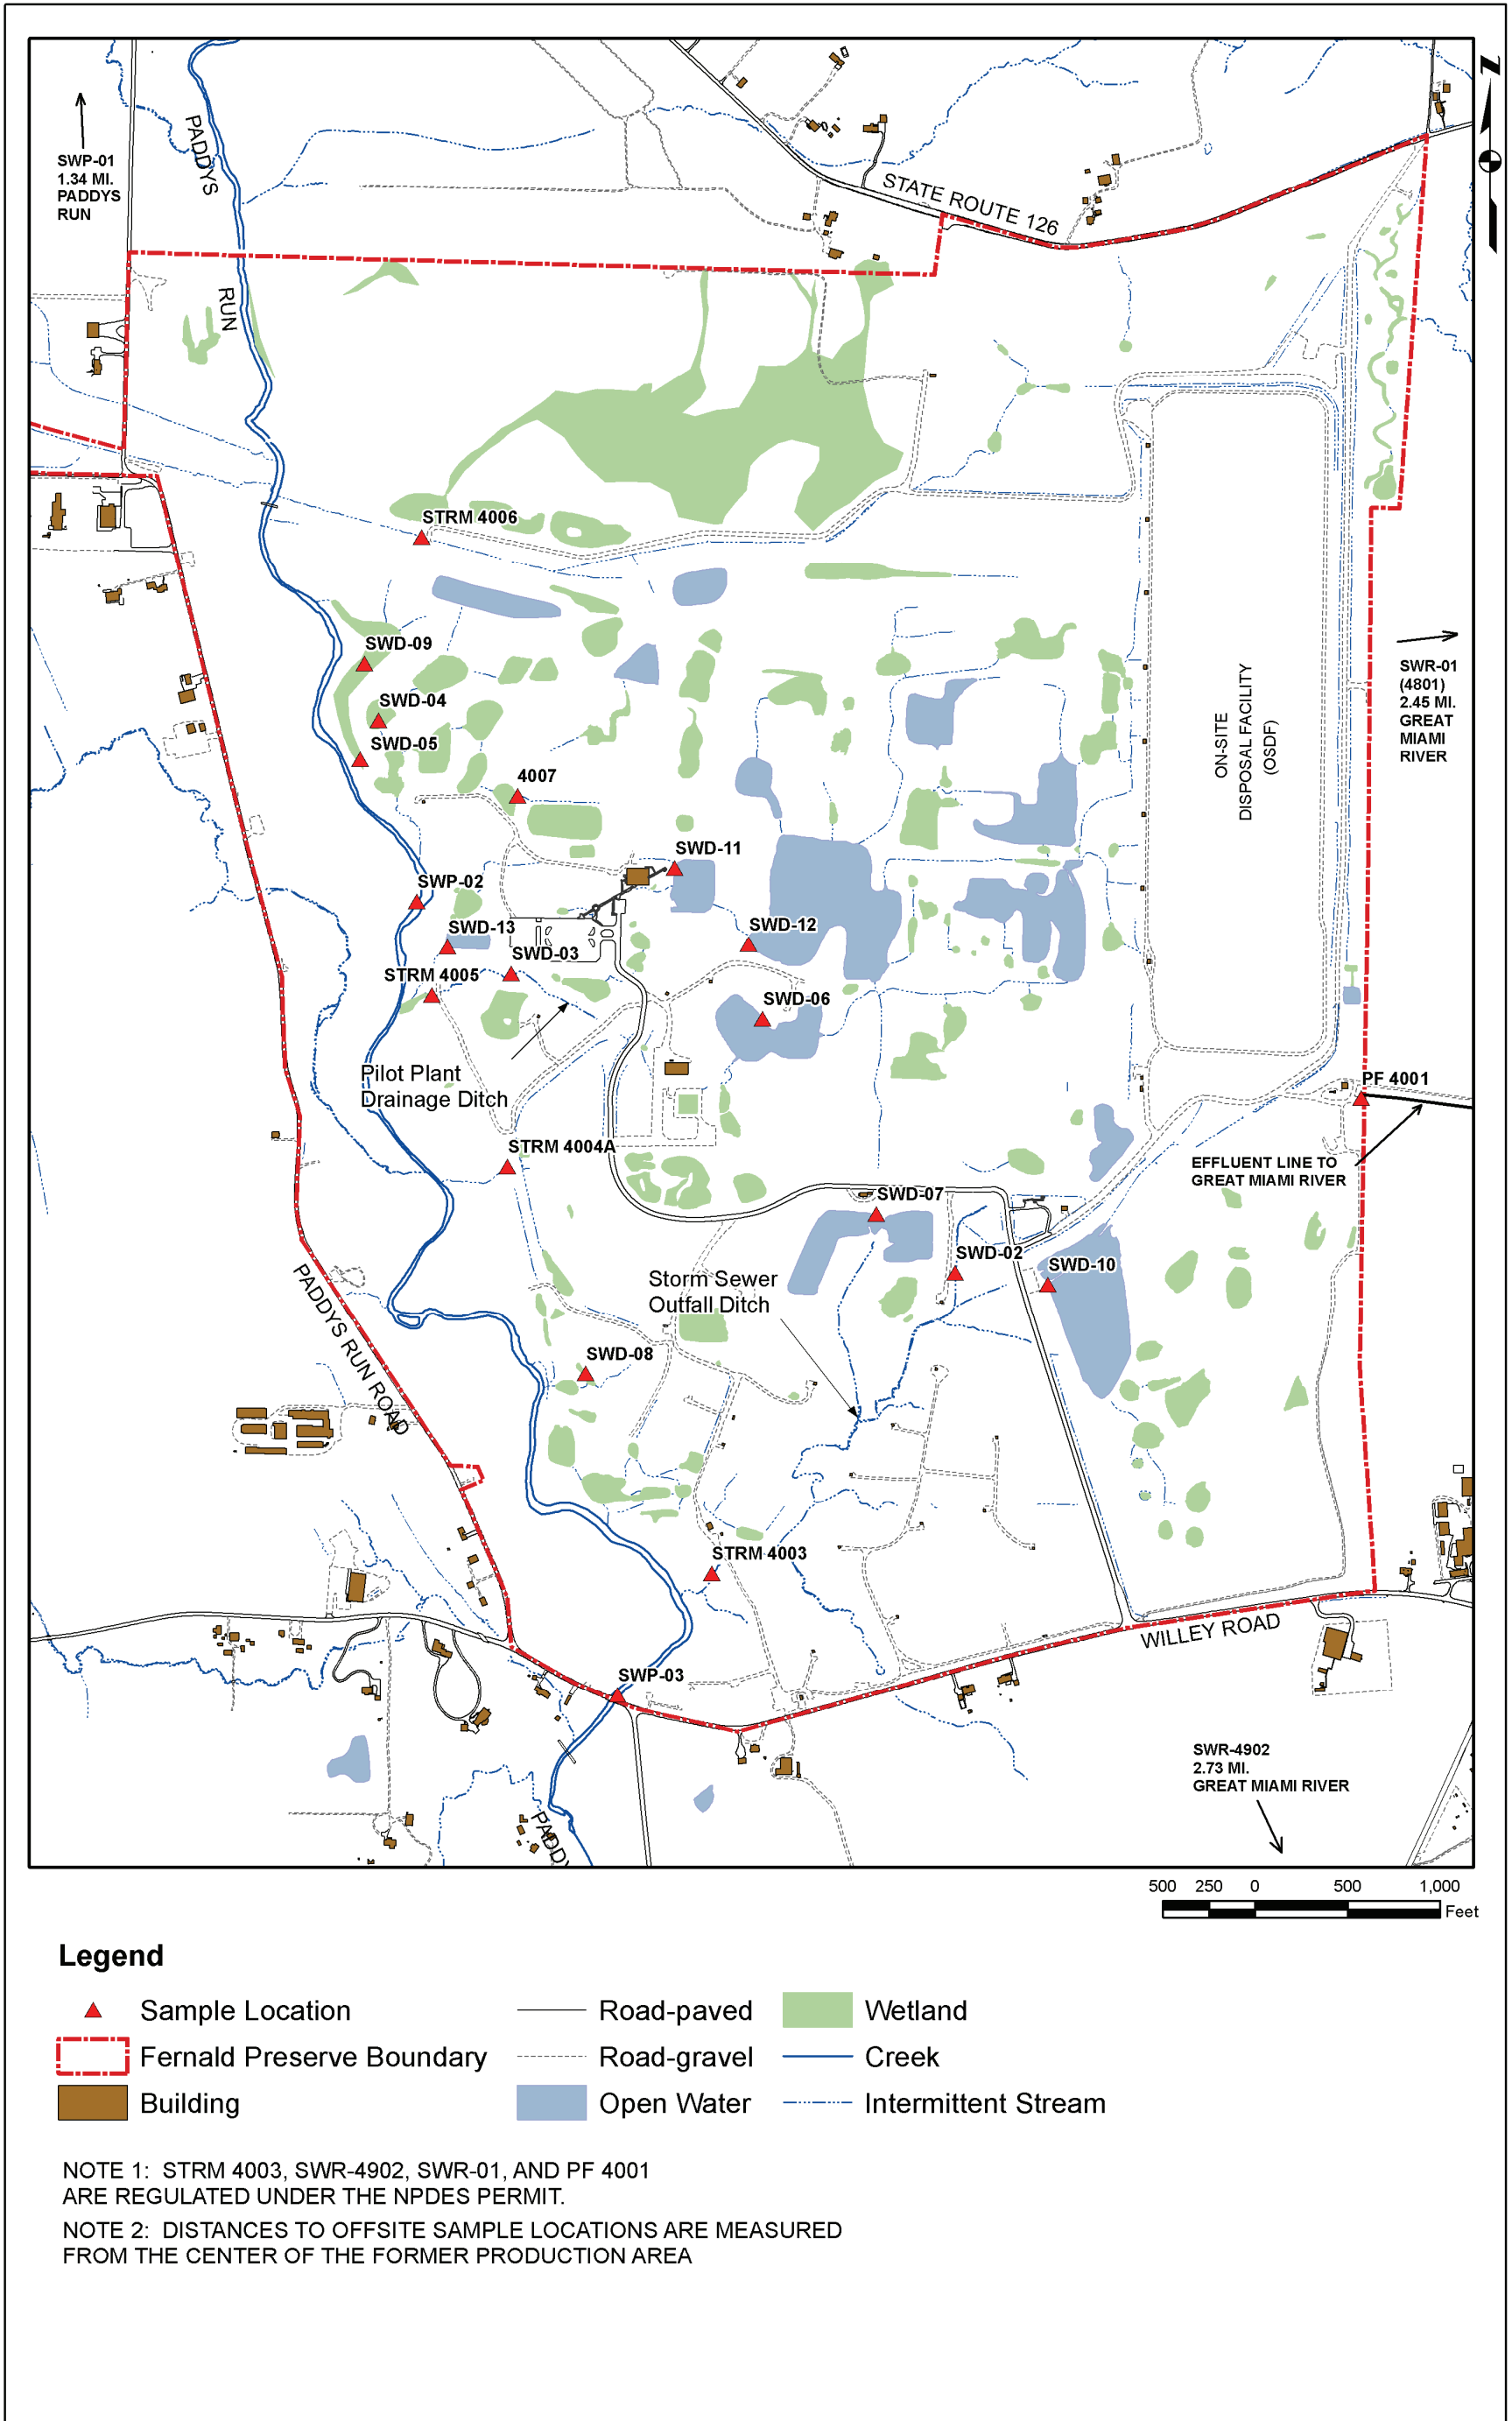 Z
SWP-01
1.34 MI.
PADDYS
RUN
PADDYS
RUN
STATE ROUTE 126
STRM 4006
SWD-09
SWD-04
SWD-05
4007
SWR-01
(4801)
2.45 MI.
GREAT
MIAMI
RIVER
ON-SITE
DISPOSAL FACILITY
(OSDF)
SWD-11
SWP-02
SWD-13
SWD-12
SWD-03
STRM 4005
SWD-06
Pilot Plant
Drainage Ditch
PF 4001
STRM 4004A
EFFLUENT LINE TO
GREAT MIAMI RIVER
SWD-07
SWD-02
SWD-10
Storm Sewer
Outfall Ditch
PADDYS RUN ROAD
SWD-08
STRM 4003
WILLEY ROAD
SWP-03
SWR-4902
2.73 MI.
GREAT MIAMI RIVER
PADDY
500 250 0 500 1,000
Feet
Legend
Sample Location
Road-paved
Wetland
Fernald Preserve Boundary
Road-gravel
Creek
Building
Open Water
Intermittent Stream
NOTE 1: STRM 4003, SWR-4902, SWR-01, AND PF 4001
ARE REGULATED UNDER THE NPDES PERMIT.
NOTE 2: DISTANCES TO OFFSITE SAMPLE LOCATIONS ARE MEASURED
FROM THE CENTER OF THE FORMER PRODUCTION AREA